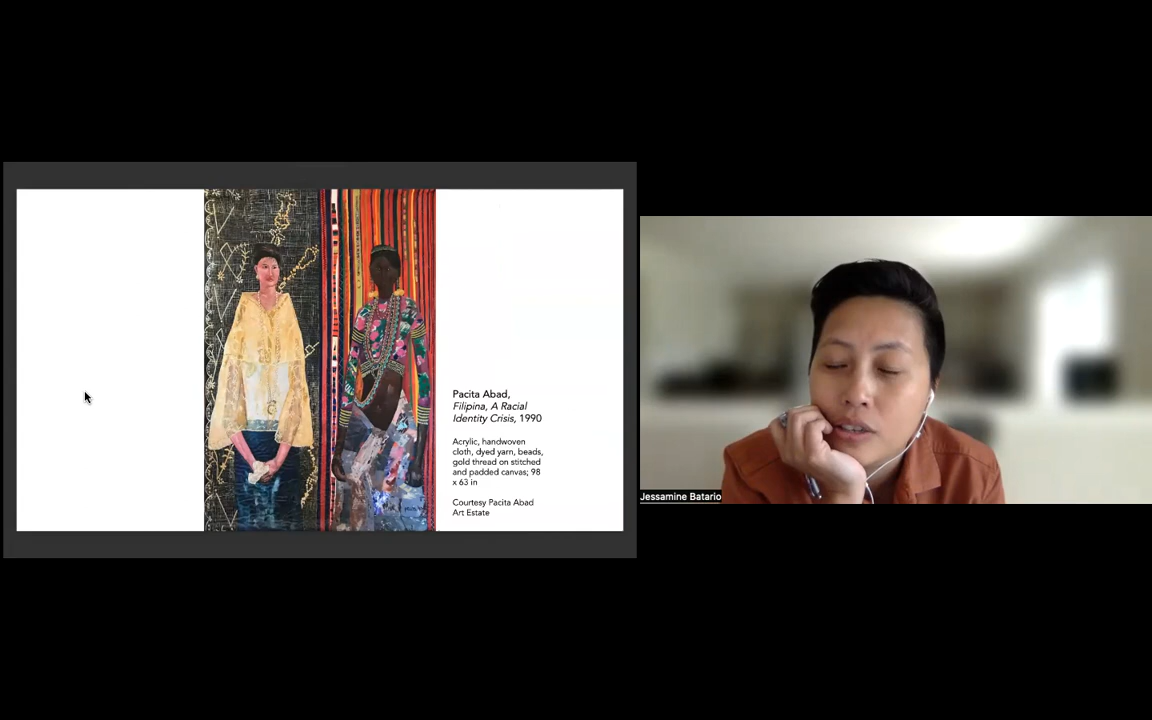 Pacita Abad,
Filipina, A Racial
Identity Crisis, 1990
Acrylic, handwoven
cloth, dyed yarn, beads,
gold thread on stitched
and padded canvas; 98
x 63 in
Courtesy Pacita Abad
Art Estate
Jessamine Batario